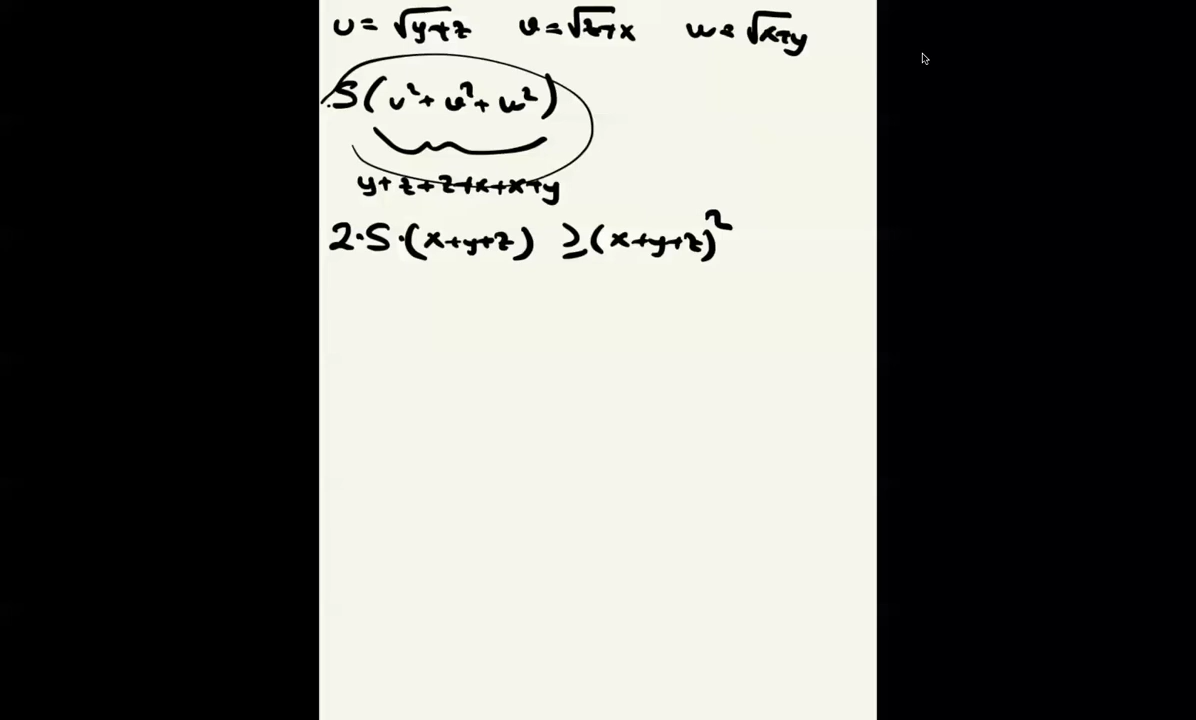 u = √y+z v = √z+x w = √x+y
S(u²+v²+w²)
y+z+z+x+x+y
2·S·(x+y+z) ≥ (x+y+z)²